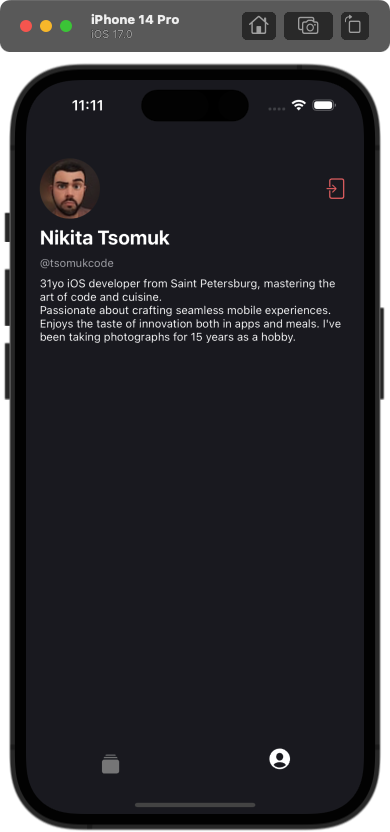 iPhone 14 Pro
iOS 17.0
11:11
Nikita Tsomuk
@tsomukcode
31yo iOS developer from Saint Petersburg, mastering the
art of code and cuisine.
Passionate about crafting seamless mobile experiences.
Enjoys the taste of innovation both in apps and meals. I've
been taking photographs for 15 years as a hobby.